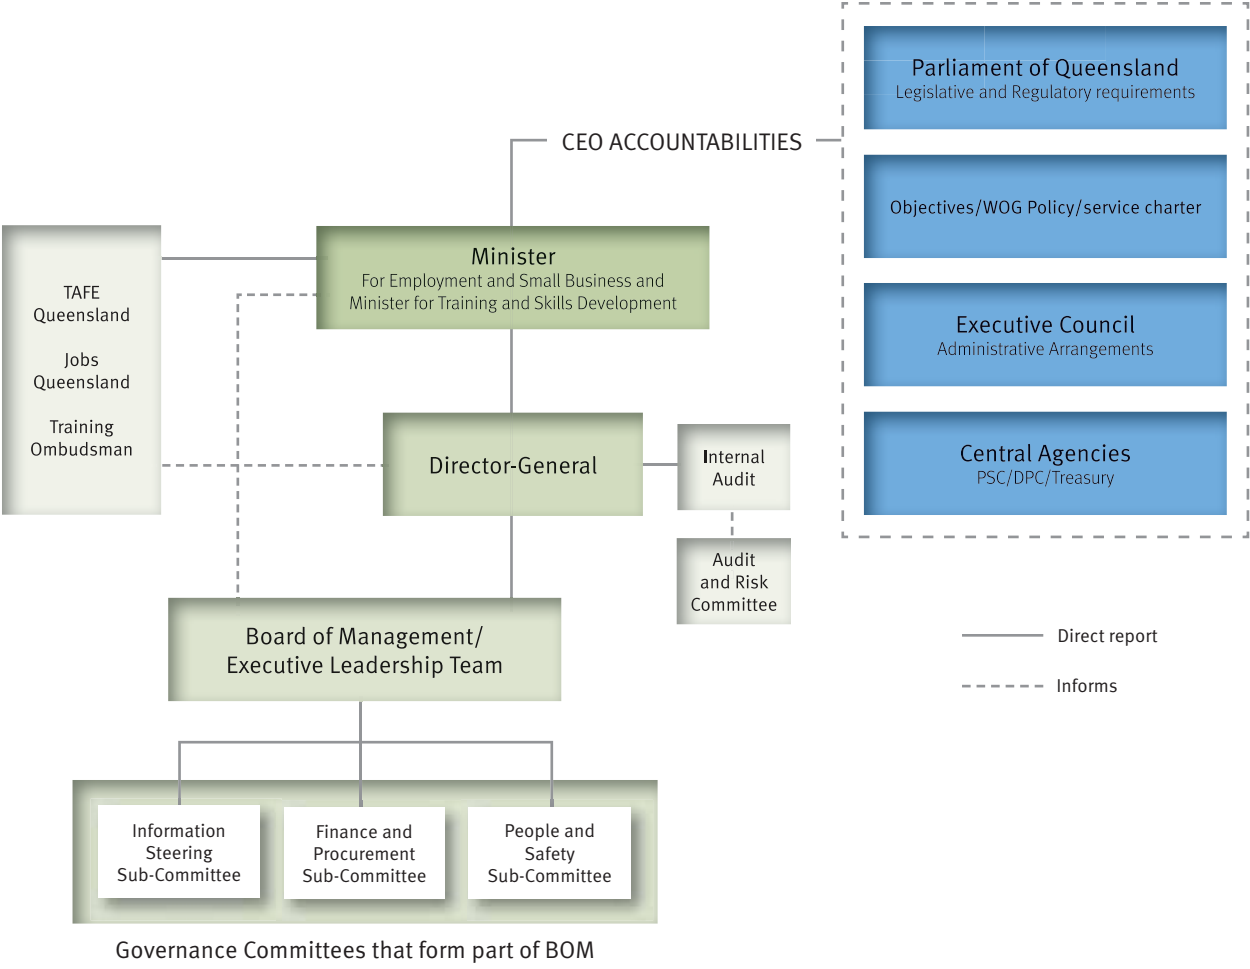 Parliament of Queensland
Legislative and Regulatory requirements
CEO ACCOUNTABILITIES
Objectives/WOG Policy/service charter
Minister
For Employment and Small Business and
Minister for Training and Skills Development
TAFE
Queensland
Jobs
Queensland
Training
Ombudsman
Executive Council
Administrative Arrangements
Director-General
Internal
Audit
Central Agencies
PSC/DPC/Treasury
Audit
and Risk
Committee
Board of Management/
Executive Leadership Team
Direct report
Informs
Information
Steering
Sub-Committee
Finance and
Procurement
Sub-Committee
People and
Safety
Sub-Committee
Governance Committees that form part of BOM